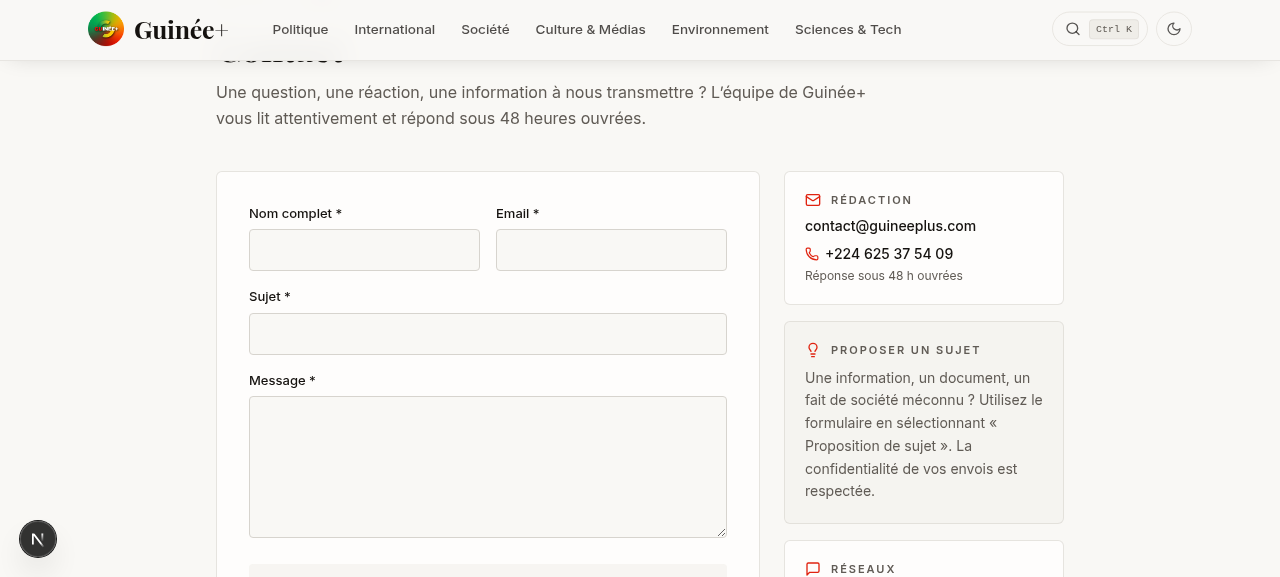 Guinée+
Politique
International
Société
Culture & Médias
Environnement
Sciences & Tech
Ctrl K
Une question, une réaction, une information à nous transmettre ? L’équipe de Guinée+
vous lit attentivement et répond sous 48 heures ouvrées.
Nom complet *
Email *
Sujet *
Message *
RÉDACTION
contact@guineeplus.com
+224 625 37 54 09
Réponse sous 48 h ouvrées
PROPOSER UN SUJET
Une information, un document, un
fait de société méconnu ? Utilisez le
formulaire en sélectionnant «
Proposition de sujet ». La
confidentialité de vos envois est
respectée.
RÉSEAUX